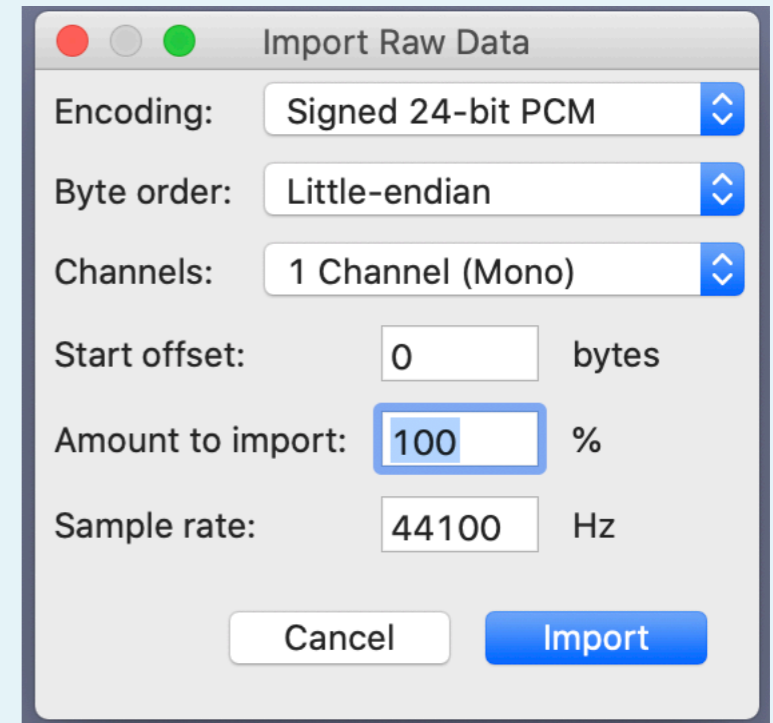 Import Raw Data
Encoding: Signed 24-bit PCM
Byte order: Little-endian
Channels: 1 Channel (Mono)
Start offset: 0 bytes
Amount to import: 100 %
Sample rate: 44100 Hz
Cancel Import